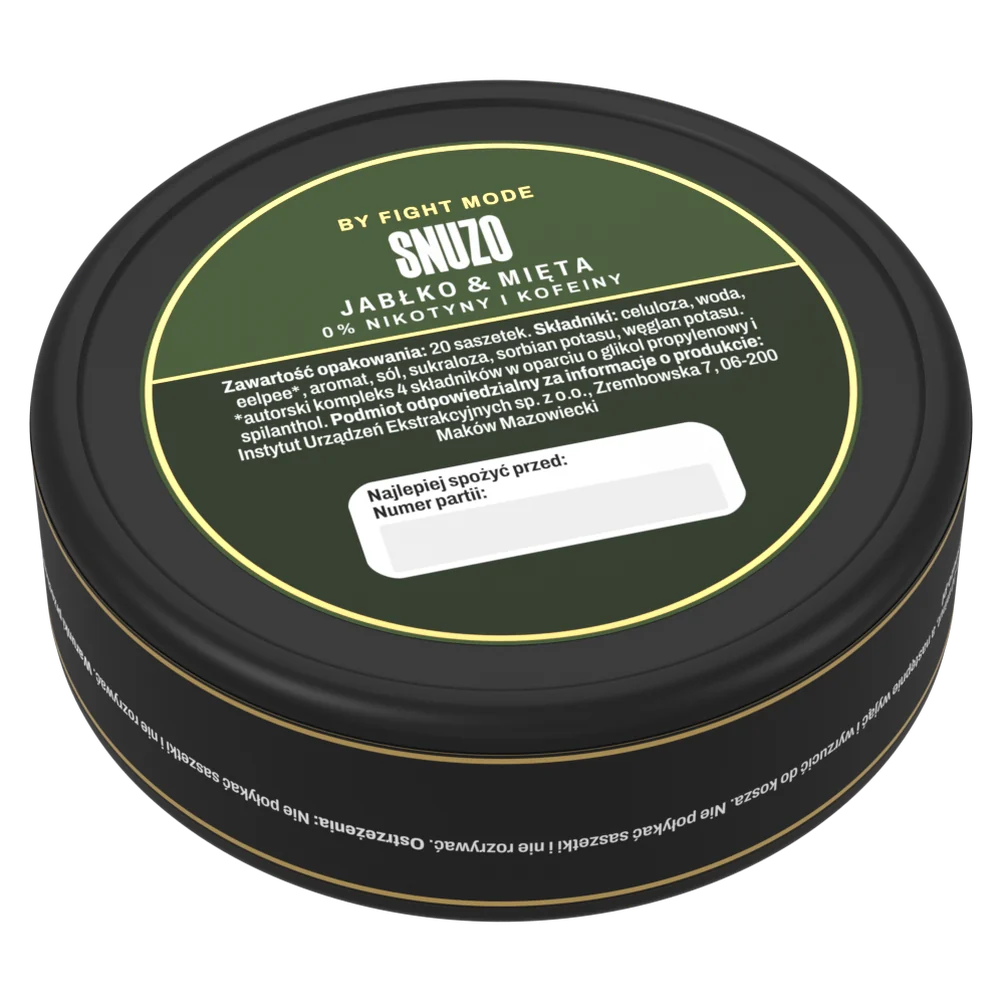 BY FIGHT MODE
SNUZO
JABŁKO & MIĘTA
0% NIKOTYNY I KOFEINY
Zawartość opakowania: 20 saszetek. Składniki: celuloza, woda,
eelpee*, aromat, sól, sukraloza, sorbian potasu, węglan potasu.
*autorski kompleks 4 składników w oparciu o glikol propylenowy i
spilanthol. Podmiot odpowiedzialny za informacje o produkcie:
Instytut Urządzeń Ekstrakcyjnych sp. z o.o., Zrembowska 7, 06-200
Maków Mazowiecki
Najlepiej spożyć przed:
Numer partii:
a następnie wyjąć i wyrzucić do kosza. Nie połykać saszetki i nie rozrywać. Ostrzeżenia: Nie połykać saszetki i nie rozrywać. Warunki